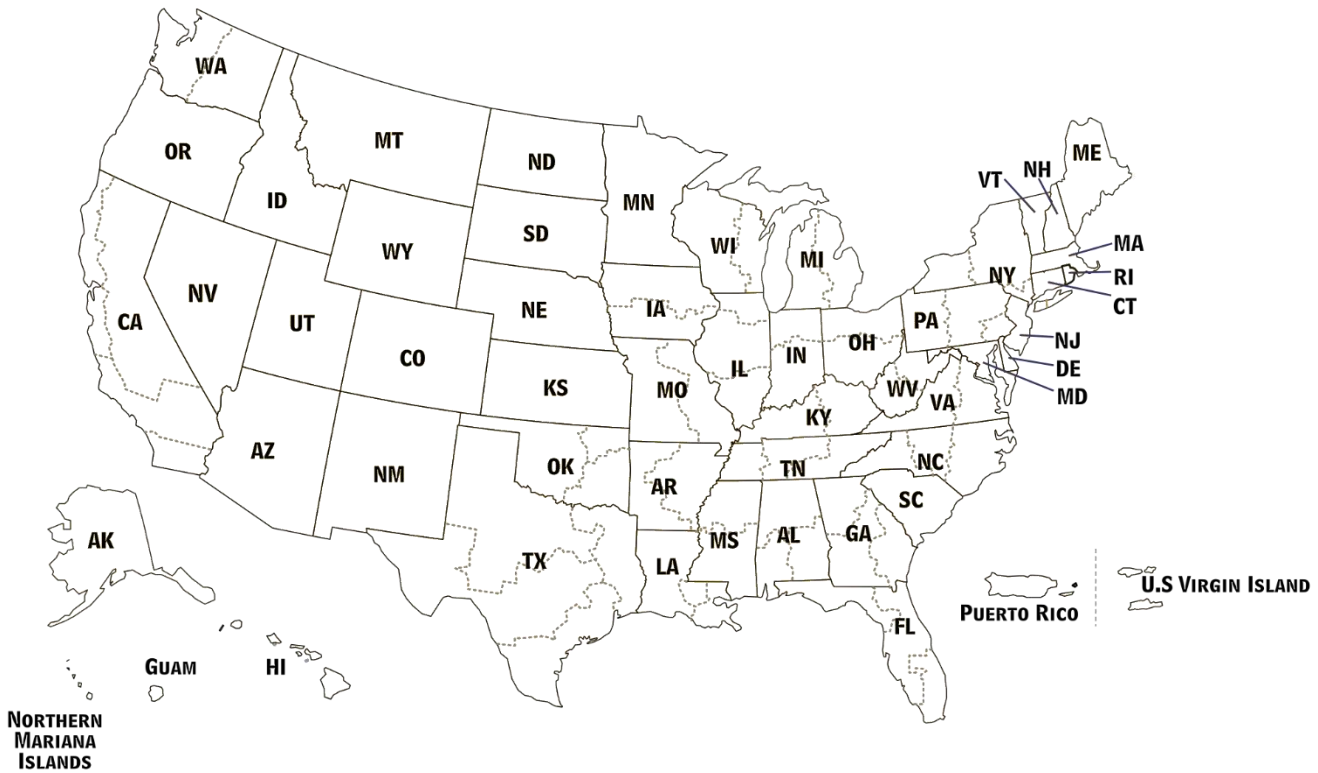 WA
MT
ND
OR
ID
MN
ME
VT
NH
SD
WI
MI
WY
MA
NY
RI
CT
NV
NE
IA
PA
CA
UT
CO
IL
IN
OH
NJ
DE
MD
KS
MO
WV
VA
KY
AZ
NM
OK
AR
TN
NC
SC
AK
TX
LA
MS
AL
GA
FL
PUERTO RICO
U.S VIRGIN ISLAND
GUAM
HI
NORTHERN
MARIANA
ISLANDS